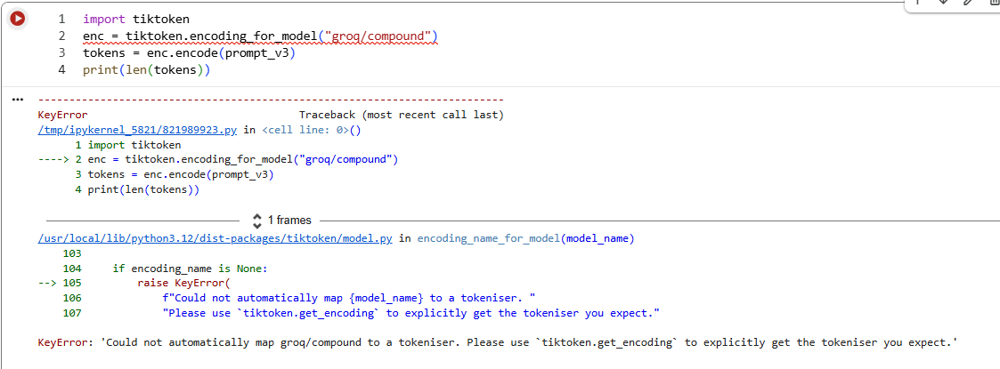 1 import tiktoken
2 enc = tiktoken.encoding_for_model("groq/compound")
3 tokens = enc.encode(prompt_v3)
4 print(len(tokens))
---------------------------------------------------------------------------
KeyError Traceback (most recent call last)
/tmp/ipykernel_5821/821989923.py in <cell line: 0>()
1 import tiktoken
----> 2 enc = tiktoken.encoding_for_model("groq/compound")
3 tokens = enc.encode(prompt_v3)
4 print(len(tokens))
1 frames
/usr/local/lib/python3.12/dist-packages/tiktoken/model.py in encoding_name_for_model(model_name)
103
104 if encoding_name is None:
--> 105 raise KeyError(
106 f"Could not automatically map {model_name} to a tokeniser. "
107 "Please use `tiktoken.get_encoding` to explicitly get the tokeniser you expect."
KeyError: 'Could not automatically map groq/compound to a tokeniser. Please use `tiktoken.get_encoding` to explicitly get the tokeniser you expect.'